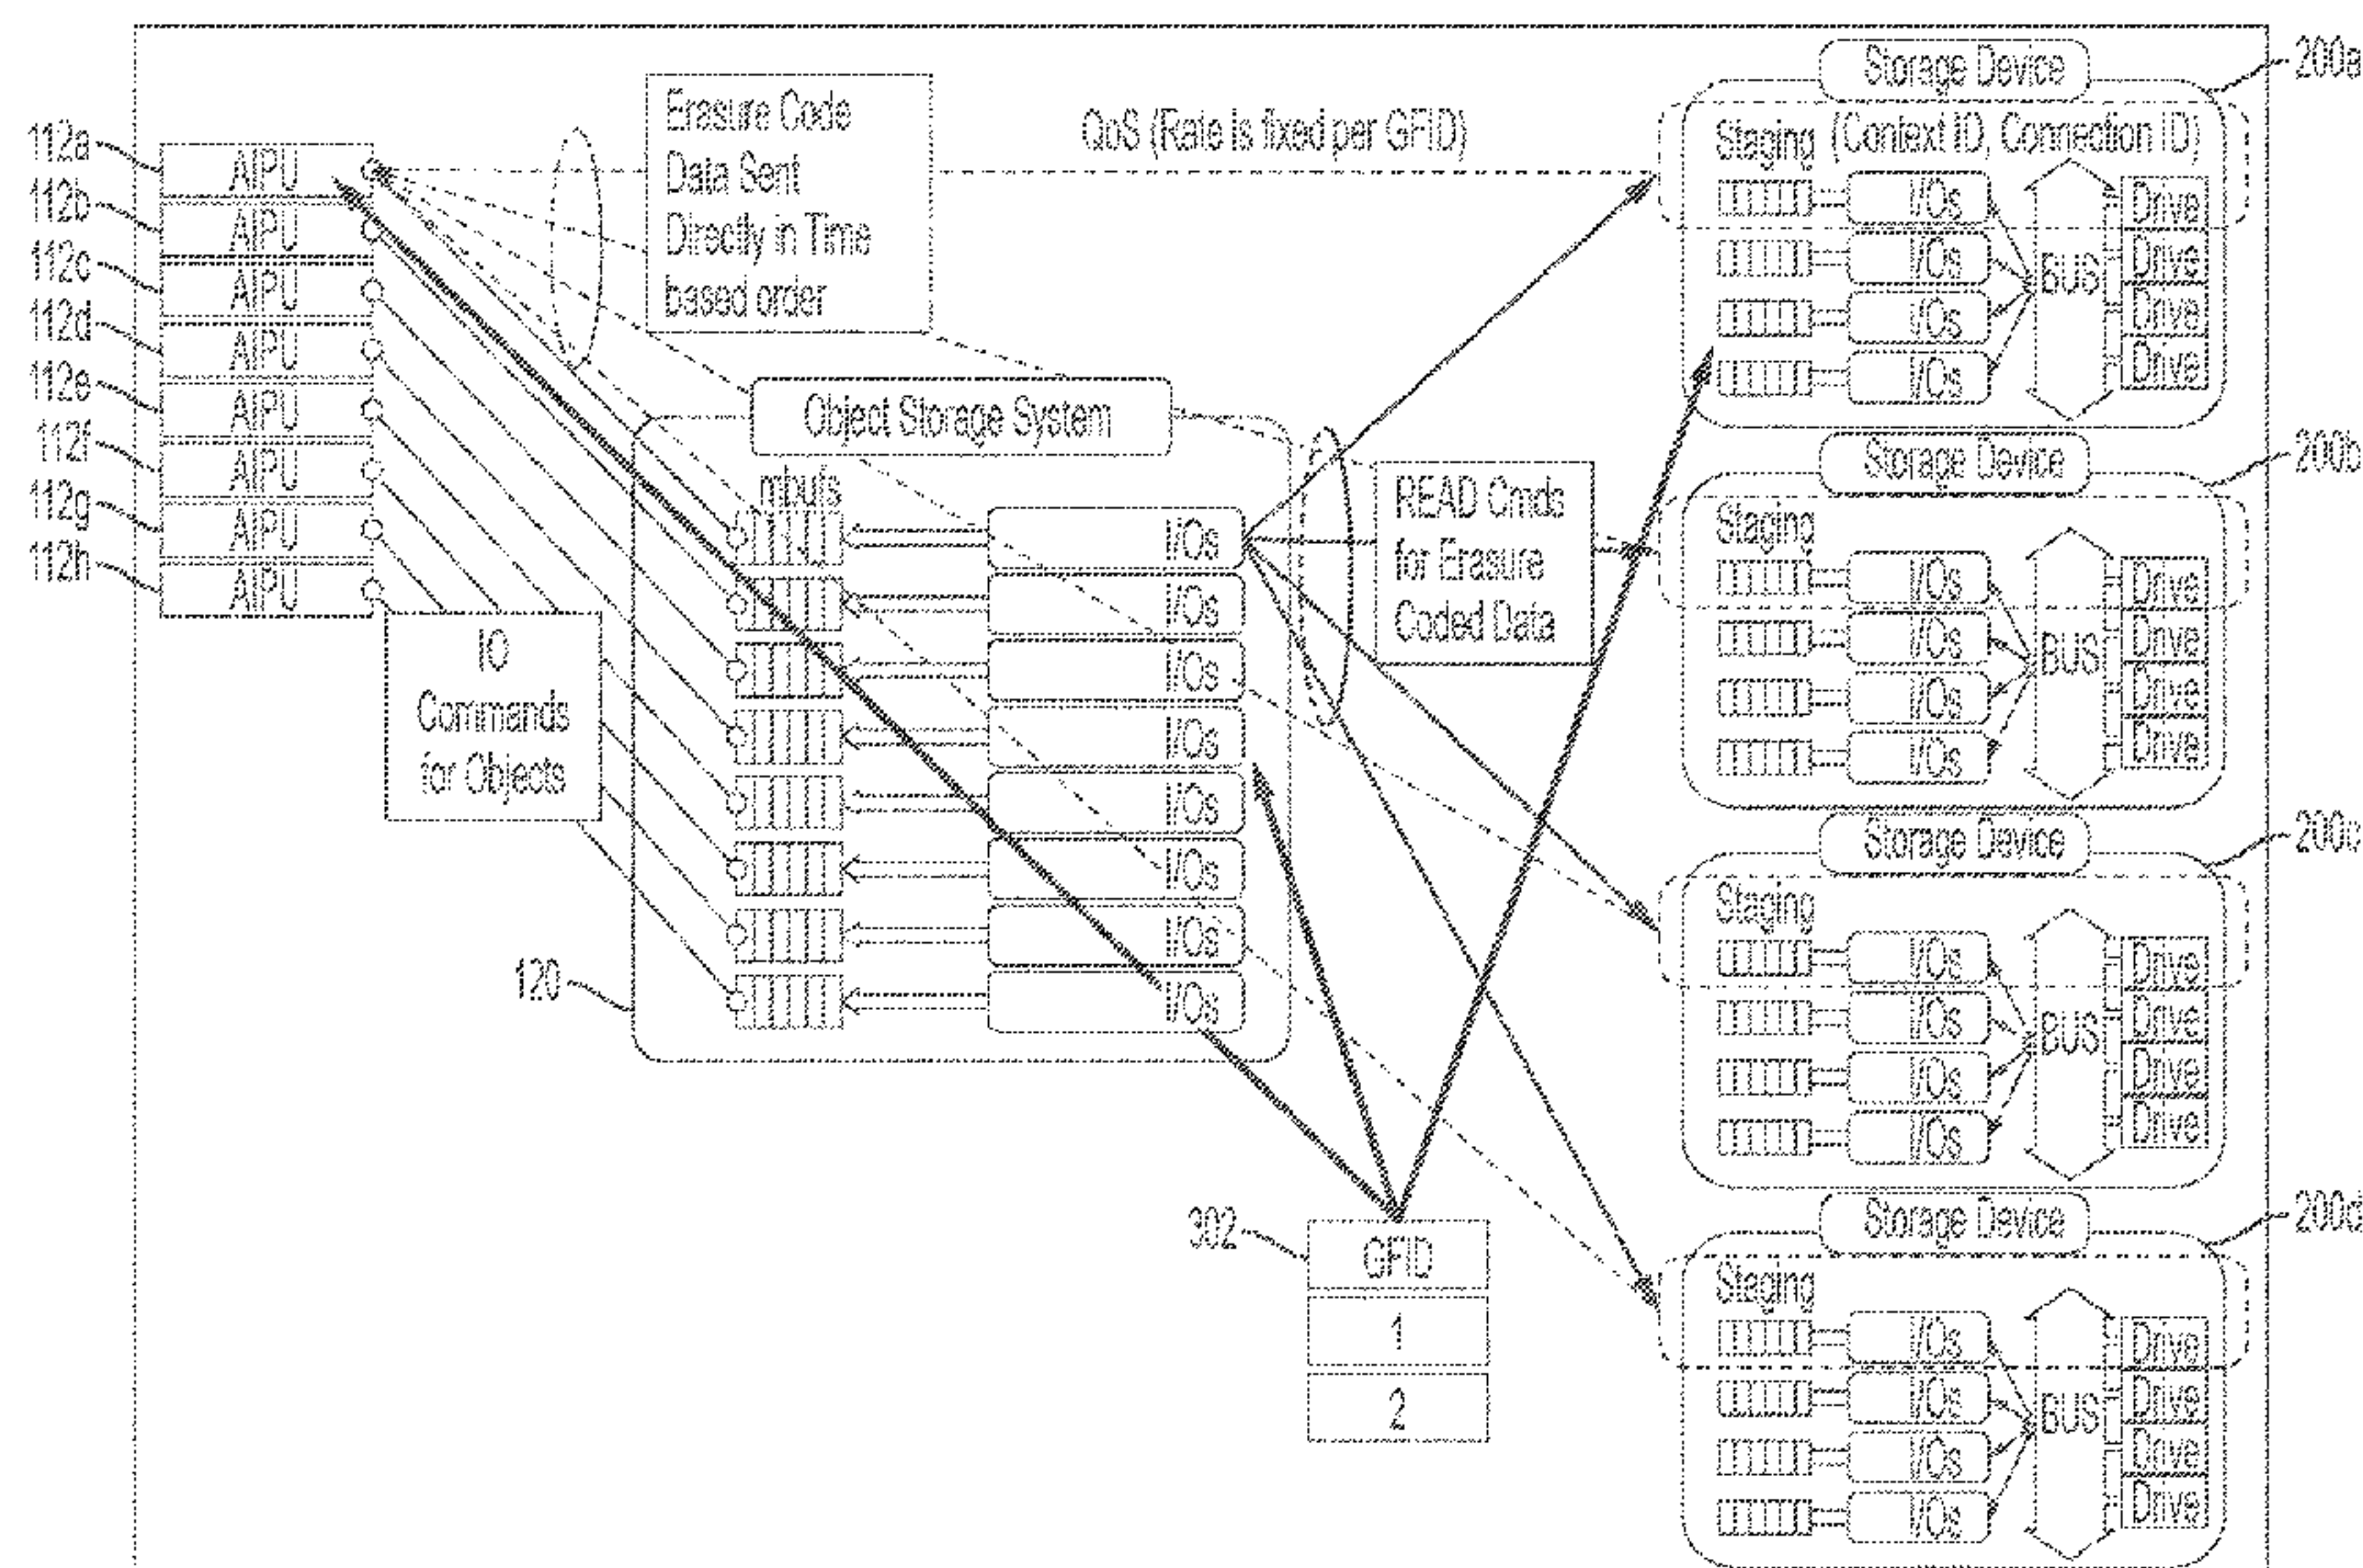 112a
112b
112c
112d
112e
112f
112g
112h
AIPU
AIPU
AIPU
AIPU
AIPU
AIPU
AIPU
AIPU
Erasure Code
Data Sent
Directly in Time
based order
QoS (Rate is fixed per GFID)
IO
Commands
for Objects
Object Storage System
mbufs
I/Os
I/Os
I/Os
I/Os
I/Os
I/Os
I/Os
I/Os
120
READ Cmds
for Erasure
Coded Data
302
GFID
1
2
Storage Device
200a
Staging (Context ID, Connection ID)
I/Os
I/Os
I/Os
I/Os
BUS
Drive
Drive
Drive
Drive
Storage Device
200b
Staging
I/Os
I/Os
I/Os
I/Os
BUS
Drive
Drive
Drive
Drive
Storage Device
200c
Staging
I/Os
I/Os
I/Os
I/Os
BUS
Drive
Drive
Drive
Drive
Storage Device
200d
Staging
I/Os
I/Os
I/Os
I/Os
BUS
Drive
Drive
Drive
Drive